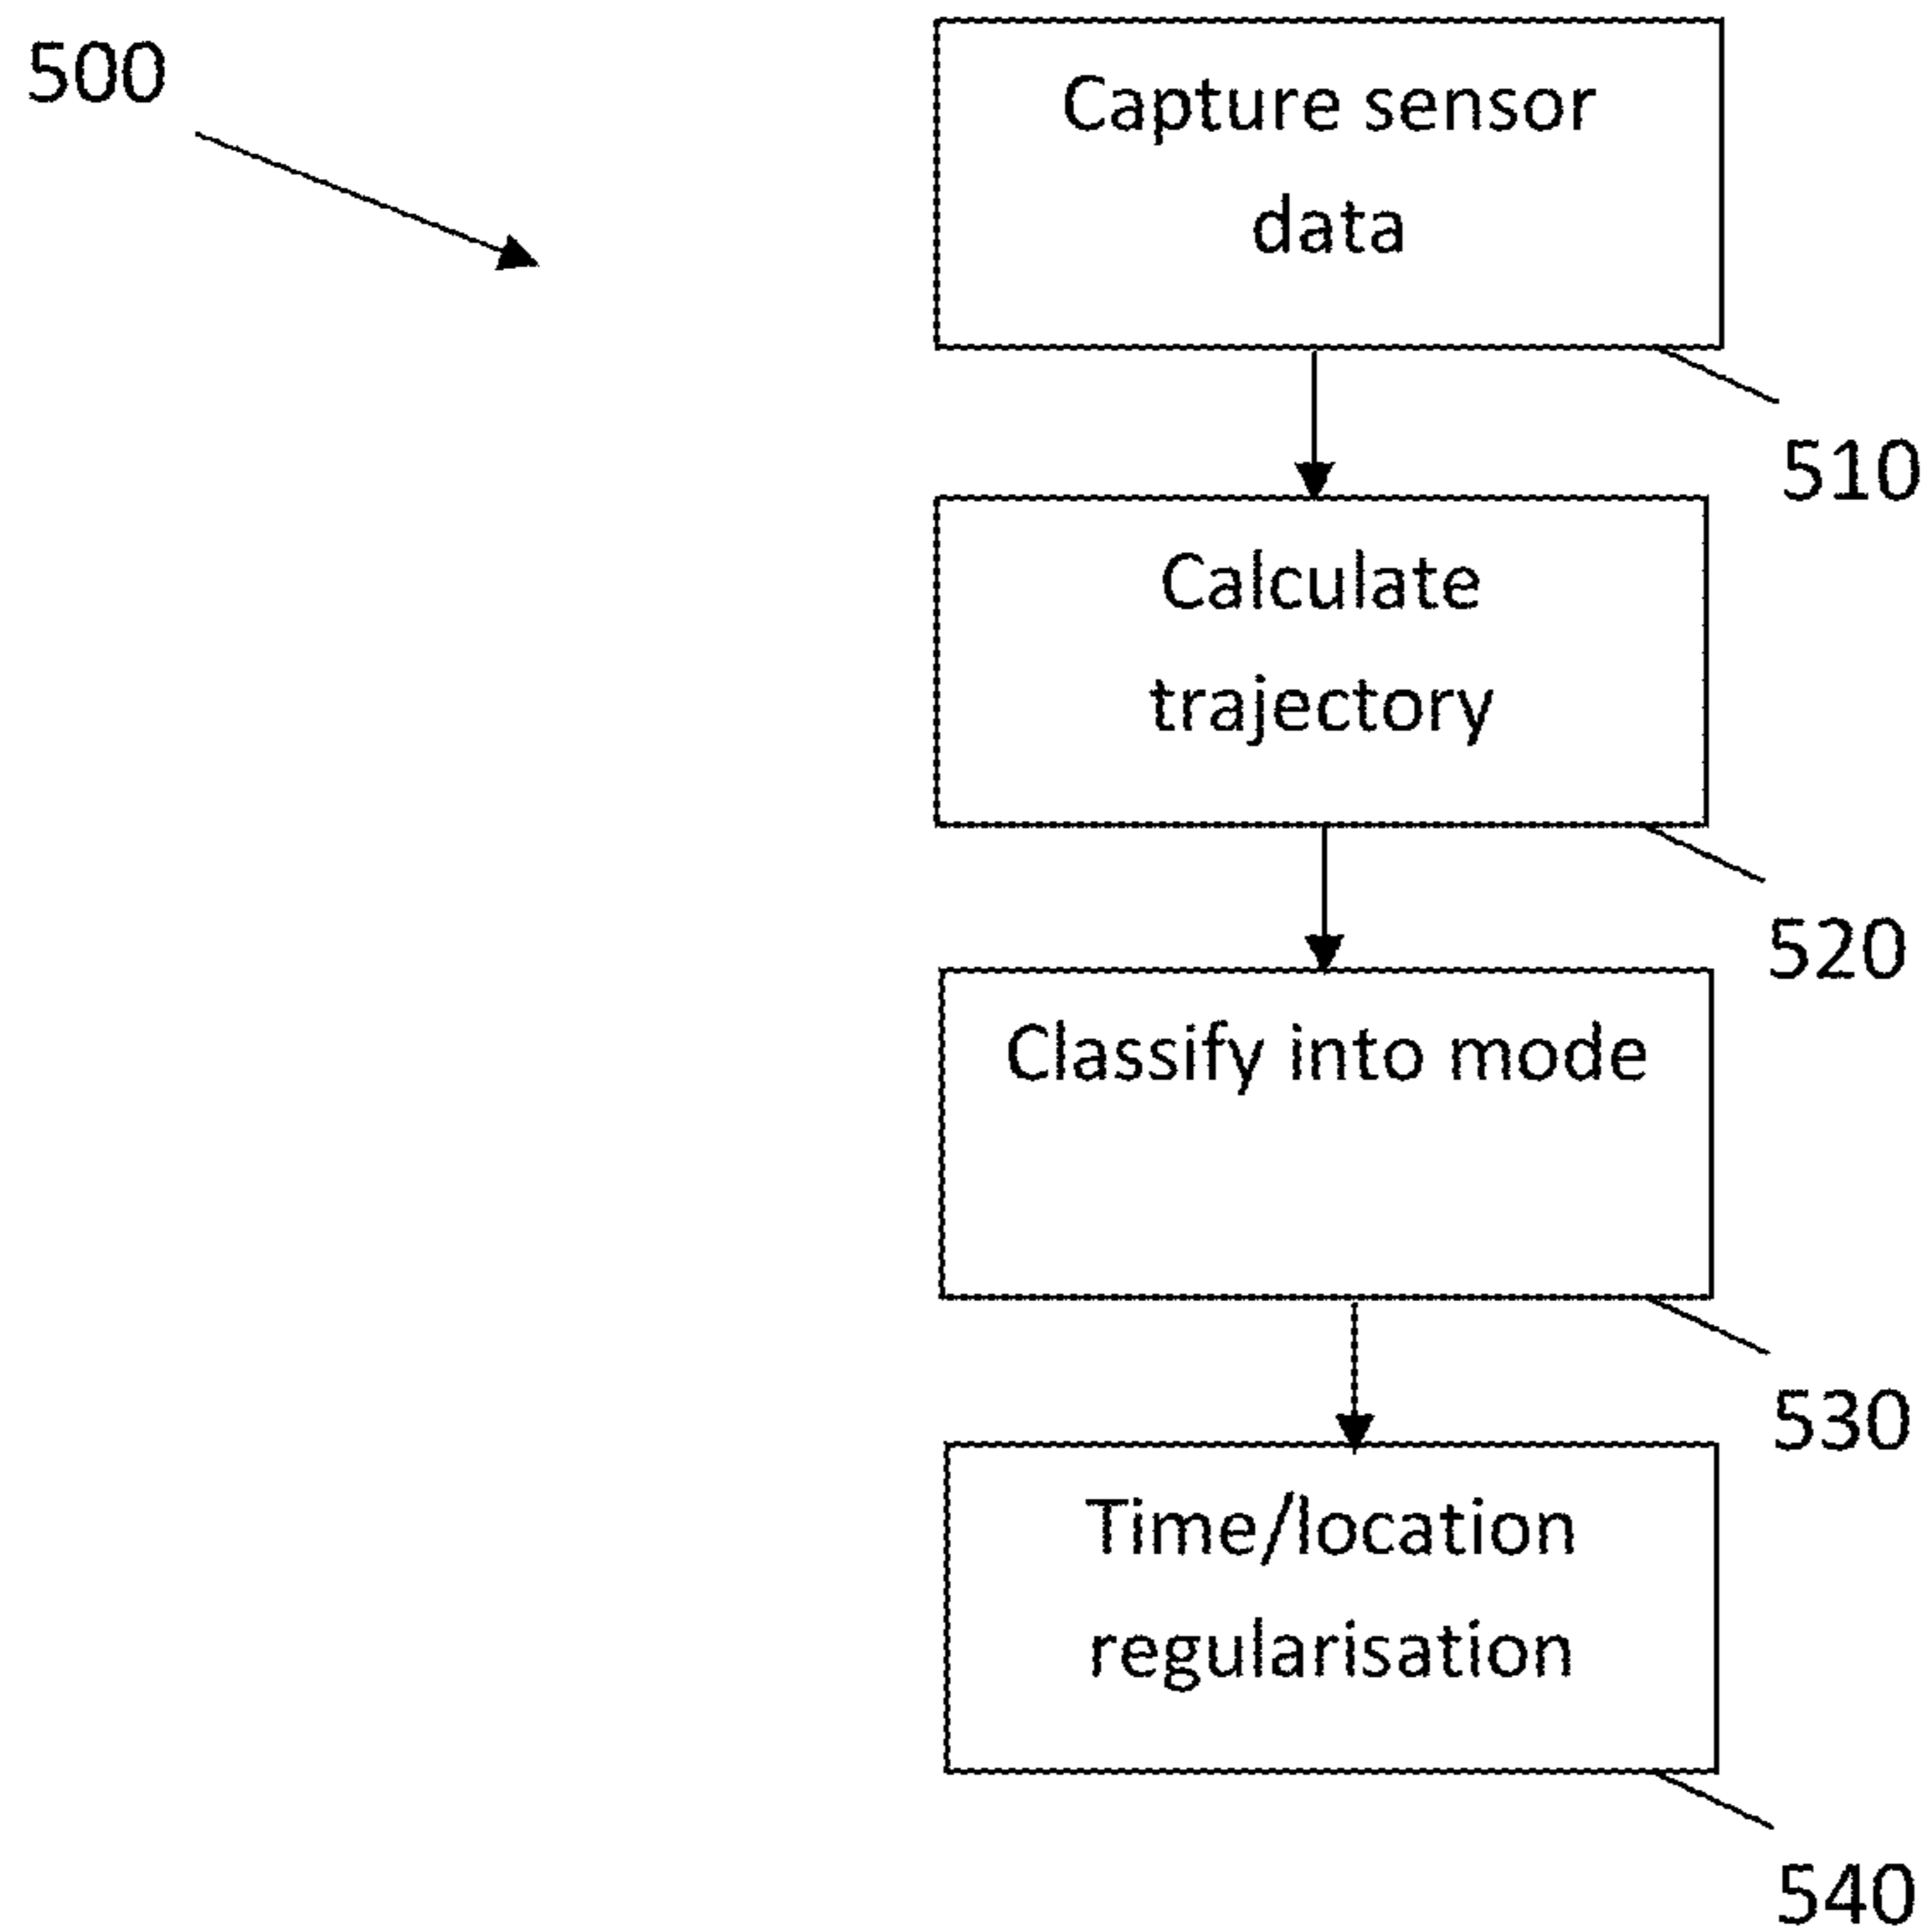 500
Capture sensor
data
510
Calculate
trajectory
520
Classify into mode
530
Time/location
regularisation
540